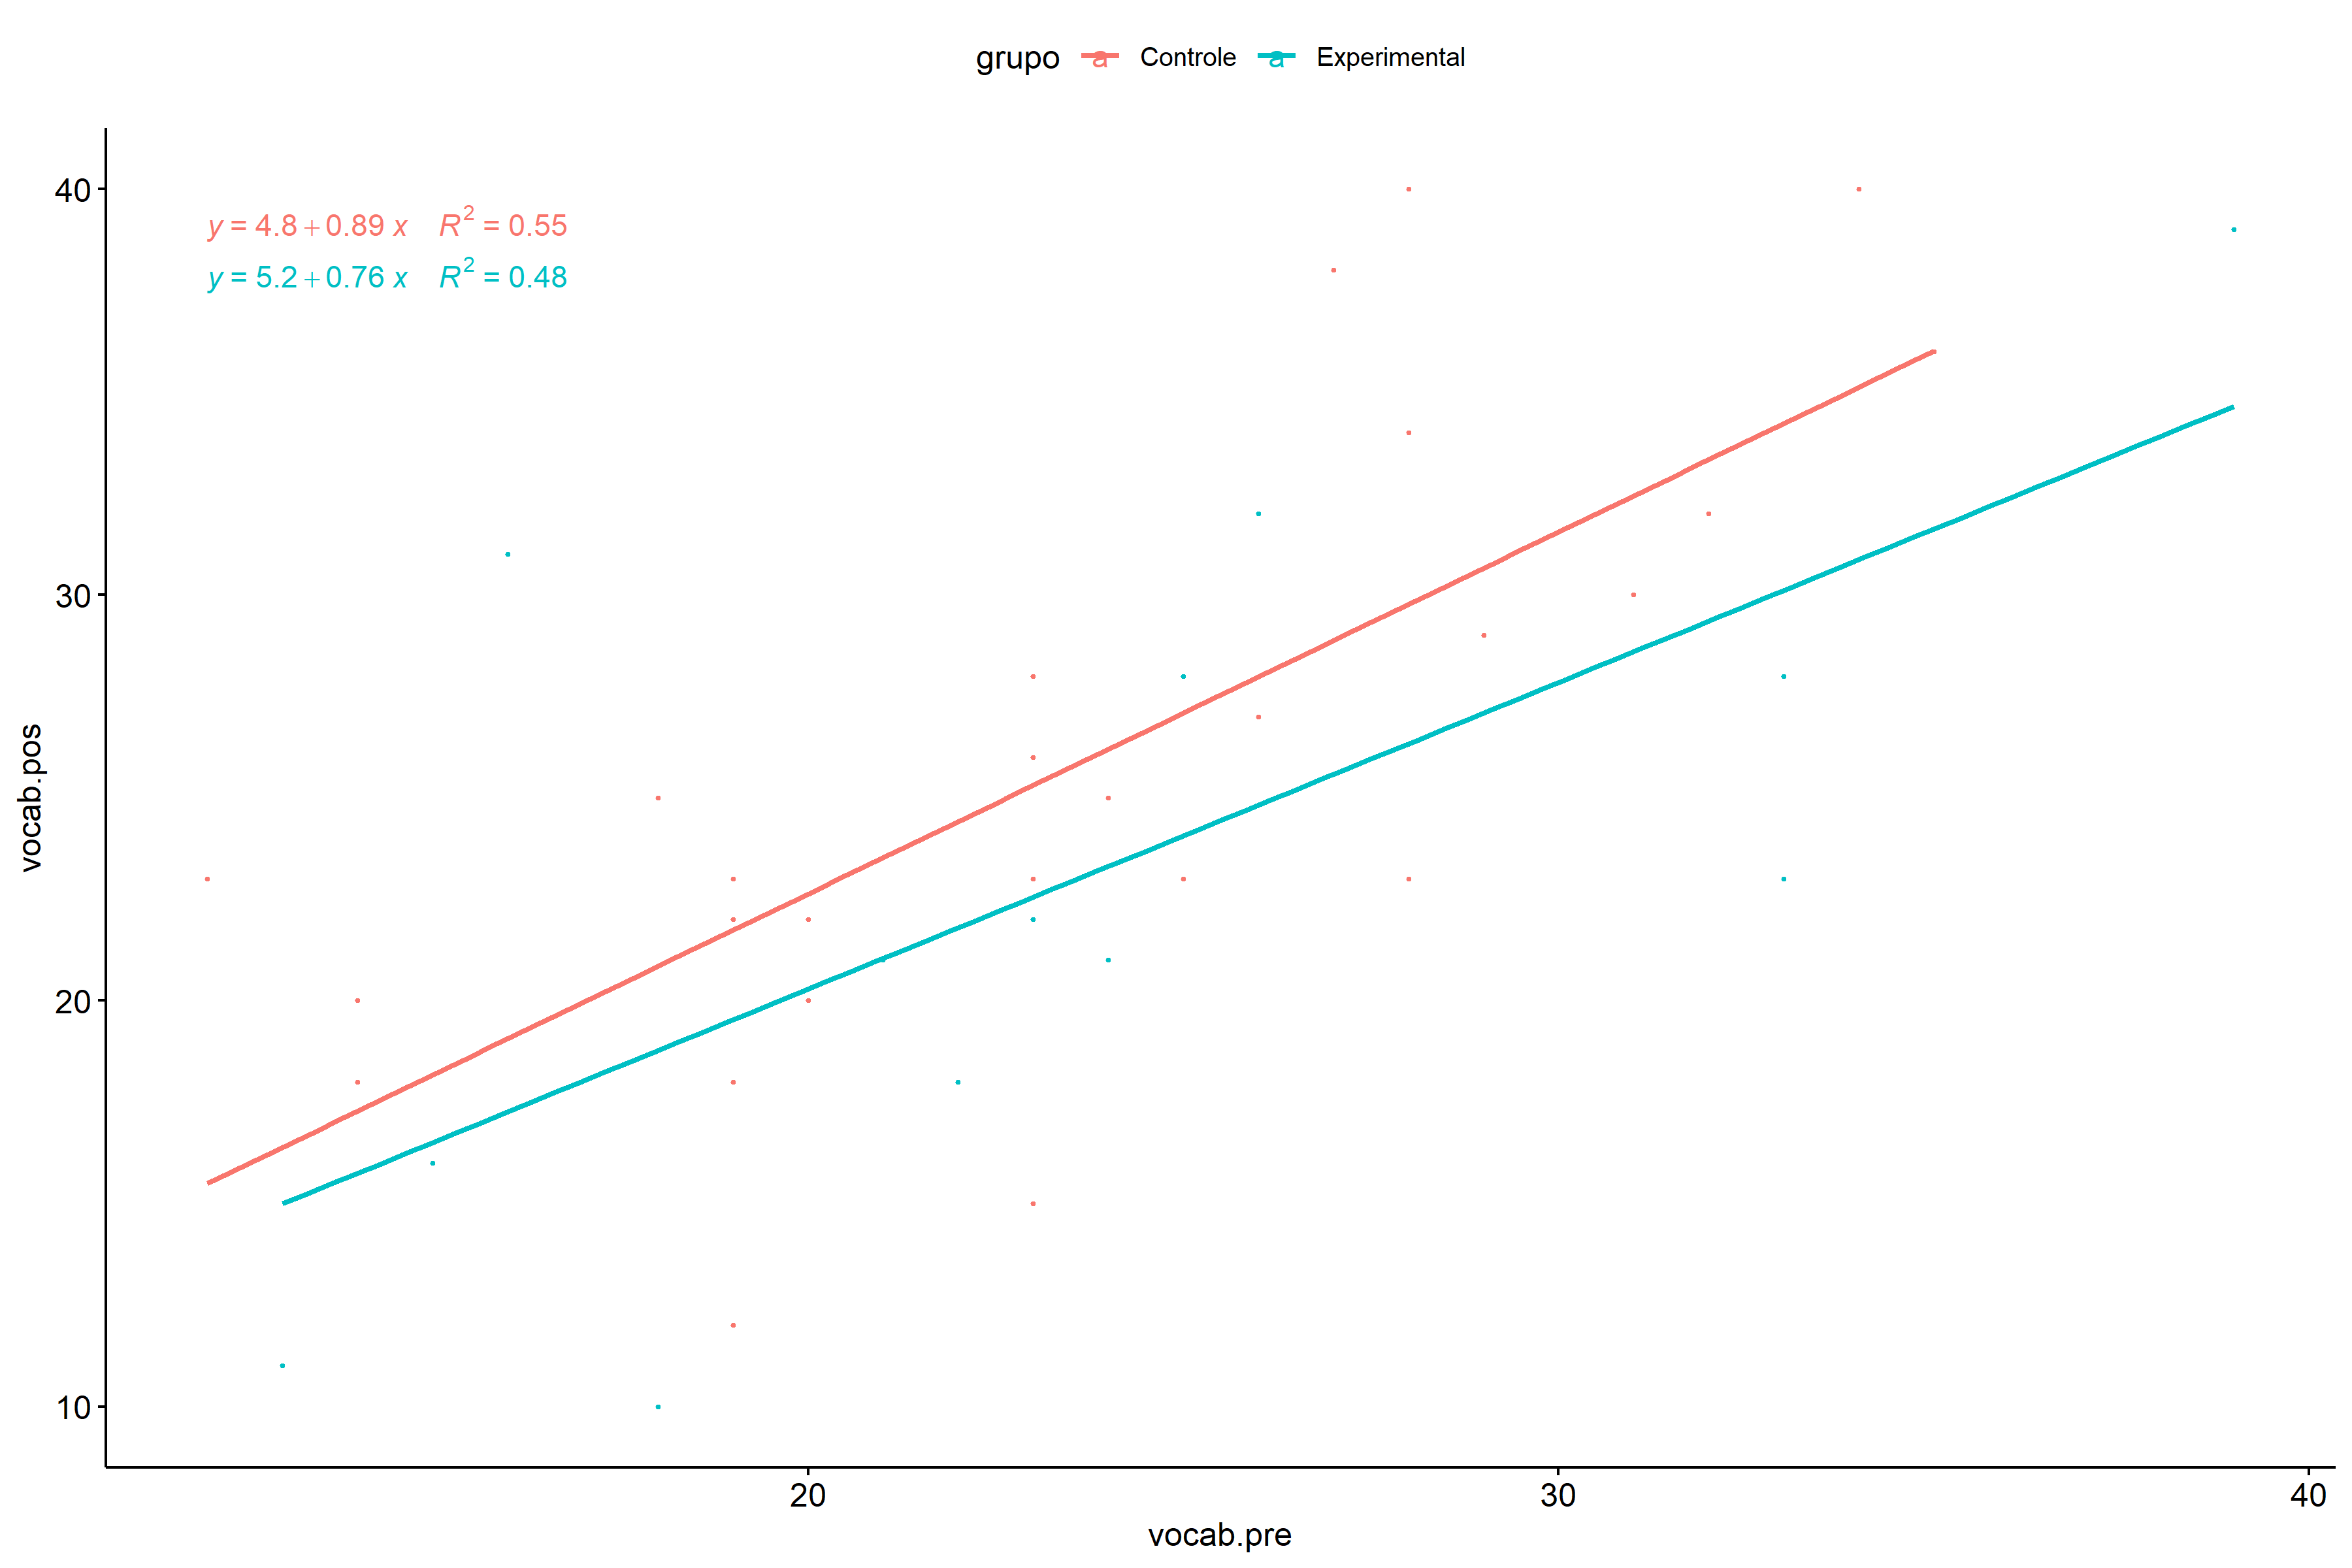 grupo a Controle a Experimental
40
y = 4.8 + 0.89 x R² = 0.55
y = 5.2 + 0.76 x R² = 0.48
30
vocab.pos
20
10
20 30 40
vocab.pre